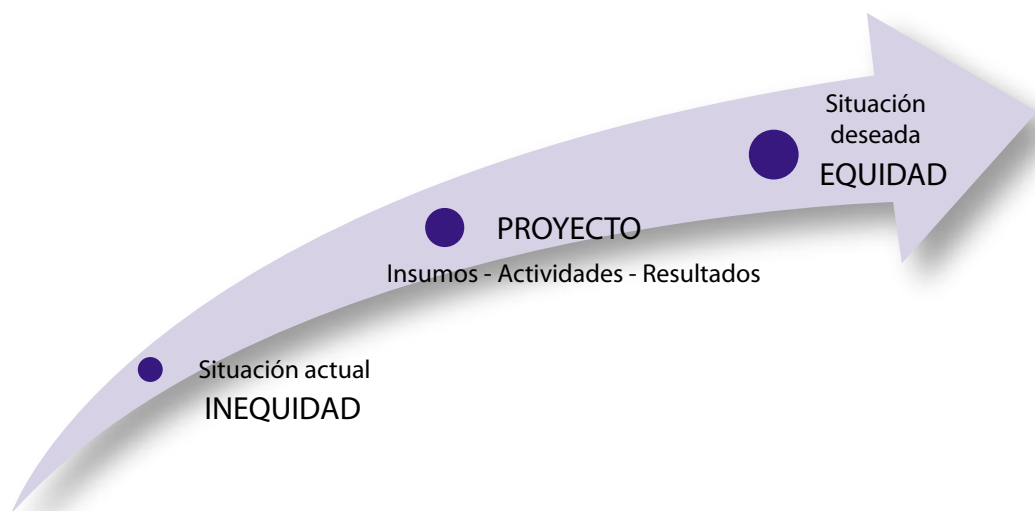 Situación
deseada
EQUIDAD
PROYECTO
Insumos - Actividades - Resultados
Situación actual
INEQUIDAD